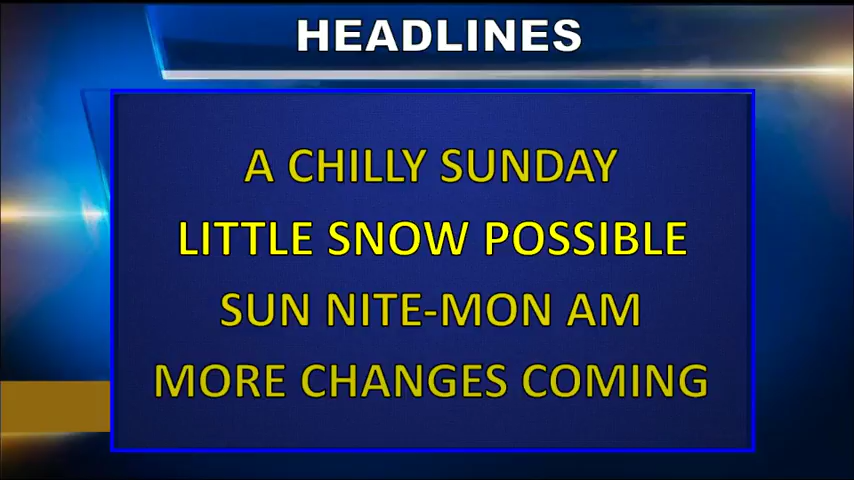 HEADLINES
A CHILLY SUNDAY
LITTLE SNOW POSSIBLE
SUN NITE-MON AM
MORE CHANGES COMING